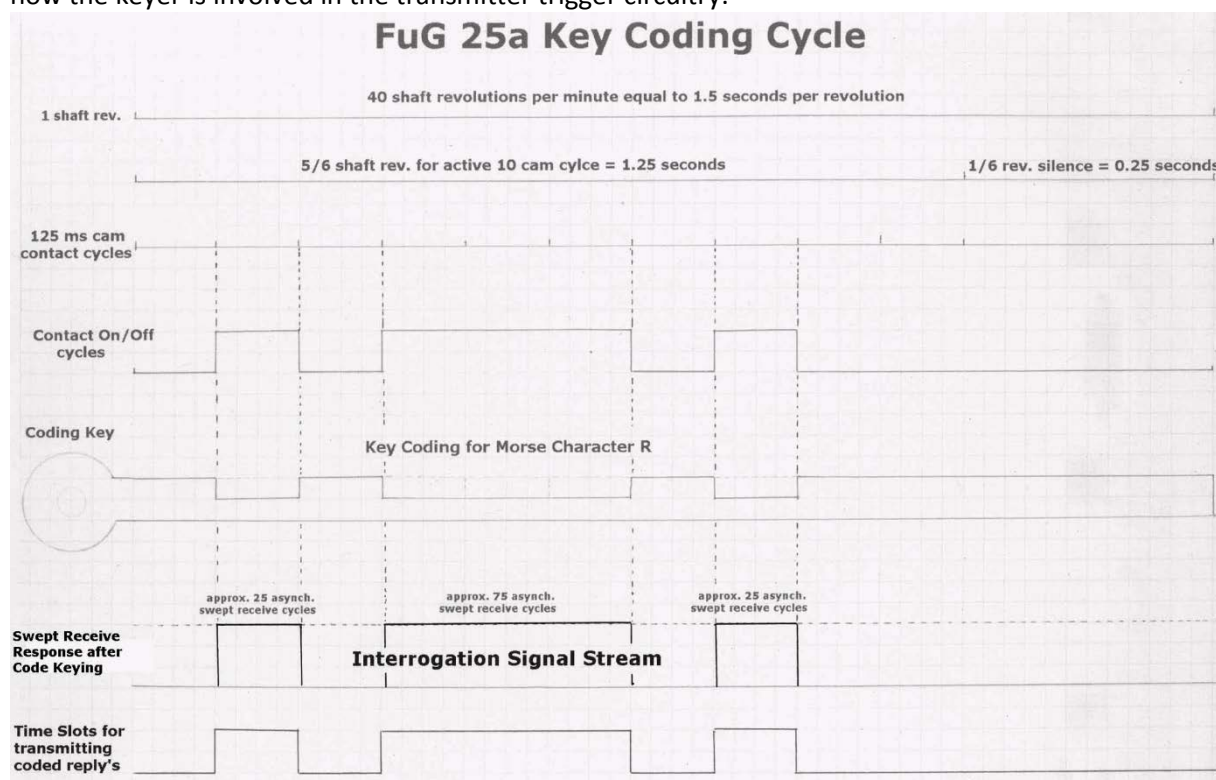 now the keyer is involved in the transmitter trigger circuitry.
FuG 25a Key Coding Cycle
40 shaft revolutions per minute equal to 1.5 seconds per revolution
1 shaft rev.
5/6 shaft rev. for active 10 cam cylce = 1.25 seconds
1/6 rev. silence = 0.25 seconds
125 ms cam
contact cycles
Contact On/Off
cycles
Coding Key
Key Coding for Morse Character R
approx. 25 asynch.
swept receive cycles
approx. 75 asynch.
swept receive cycles
approx. 25 asynch.
swept receive cycles
Swept Receive
Response after
Code Keying
Interrogation Signal Stream
Time Slots for
transmitting
coded reply's